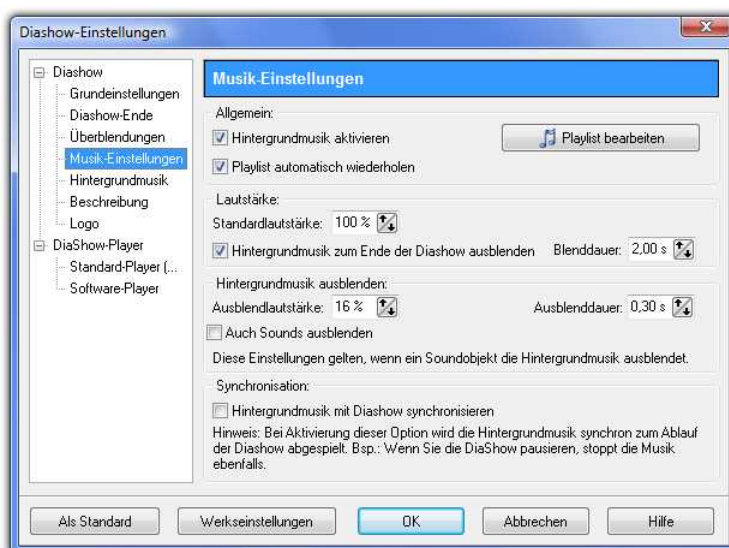 Diashow-Einstellungen
Diashow
Grundeinstellungen
Diashow-Ende
Überblendungen
Musik-Einstellungen
Hintergrundmusik
Beschreibung
Logo
DiaShow-Player
Standard-Player (...
Software-Player
Musik-Einstellungen
Allgemein:
Hintergrundmusik aktivieren
Playlist bearbeiten
Playlist automatisch wiederholen
Lautstärke:
Standardlautstärke: 100 %
Hintergrundmusik zum Ende der Diashow ausblenden Blenddauer: 2,00 s
Hintergrundmusik ausblenden:
Ausblendlautstärke: 16 % Ausblenddauer: 0,30 s
Auch Sounds ausblenden
Diese Einstellungen gelten, wenn ein Soundobjekt die Hintergrundmusik ausblendet.
Synchronisation:
Hintergrundmusik mit Diashow synchronisieren
Hinweis: Bei Aktivierung dieser Option wird die Hintergrundmusik synchron zum Ablauf
der Diashow abgespielt. Bsp.: Wenn Sie die DiaShow pausieren, stoppt die Musik
ebenfalls.
Als Standard Werkseinstellungen OK Abbrechen Hilfe